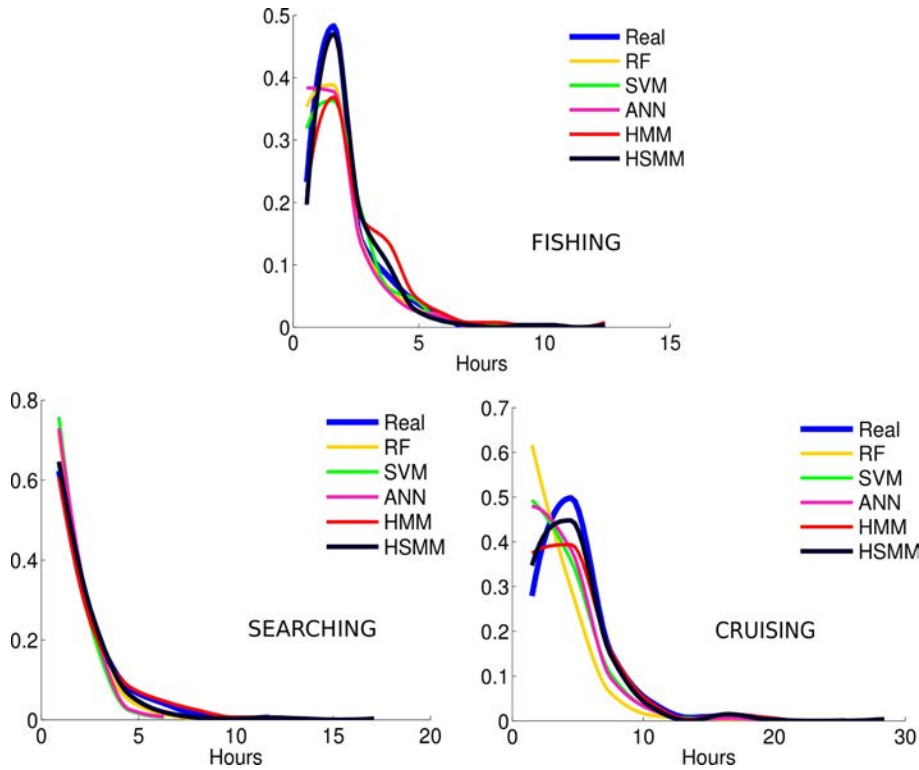 0.5
0.4
0.3
0.2
0.1
0
0
5
10
15
Hours
Real
RF
SVM
ANN
HMM
HSMM
FISHING
0.8
0.6
0.4
0.2
0
0
5
10
15
20
Hours
Real
RF
SVM
ANN
HMM
HSMM
SEARCHING
0.7
0.6
0.5
0.4
0.3
0.2
0.1
0
0
10
20
30
Hours
Real
RF
SVM
ANN
HMM
HSMM
CRUISING